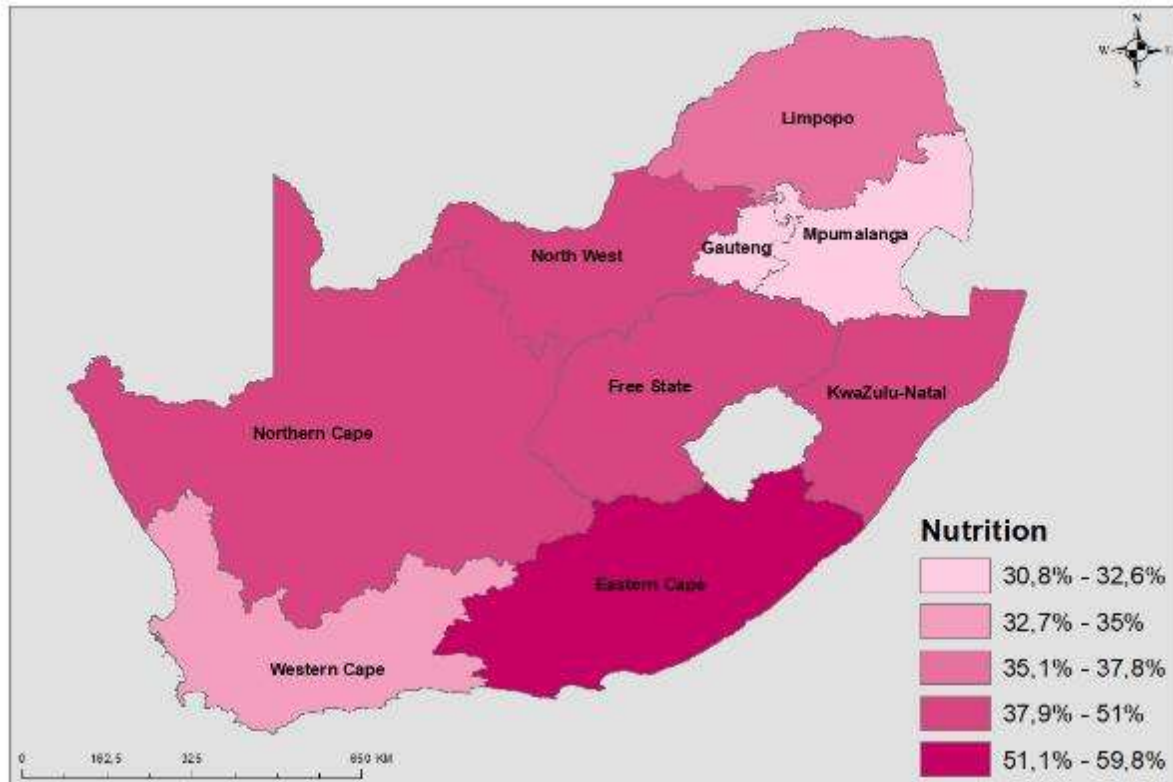 N
W
E
S
Limpopo
Mpumalanga
Gauteng
North West
Free State
KwaZulu-Natal
Northern Cape
Eastern Cape
Western Cape
Nutrition
30,8% - 32,6%
32,7% - 35%
35,1% - 37,8%
37,9% - 51%
51,1% - 59,8%
0 162,5 325 650 KM